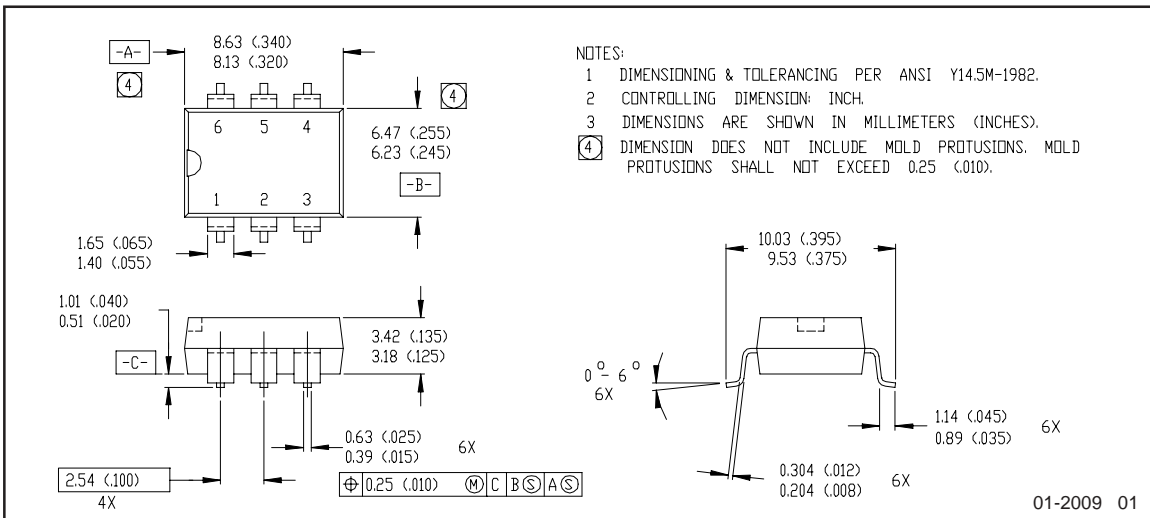 -A-
8.63 (.340)
8.13 (.320)
4
4
6 5 4
1 2 3
6.47 (.255)
6.23 (.245)
-B-
1.65 (.065)
1.40 (.055)
NOTES:
1 DIMENSIONING & TOLERANCING PER ANSI Y14.5M-1982.
2 CONTROLLING DIMENSION: INCH.
3 DIMENSIONS ARE SHOWN IN MILLIMETERS (INCHES).
4 DIMENSION DOES NOT INCLUDE MOLD PROTUSIONS. MOLD
PROTUSIONS SHALL NOT EXCEED 0.25 (.010).
1.01 (.040)
0.51 (.020)
-C-
3.42 (.135)
3.18 (.125)
0.63 (.025)
0.39 (.015)
6X
2.54 (.100)
4X
⌖ 0.25 (.010) Ⓜ C B Ⓢ A Ⓢ
10.03 (.395)
9.53 (.375)
0° - 6°
6X
1.14 (.045)
0.89 (.035)
6X
0.304 (.012)
0.204 (.008)
6X
01-2009 01